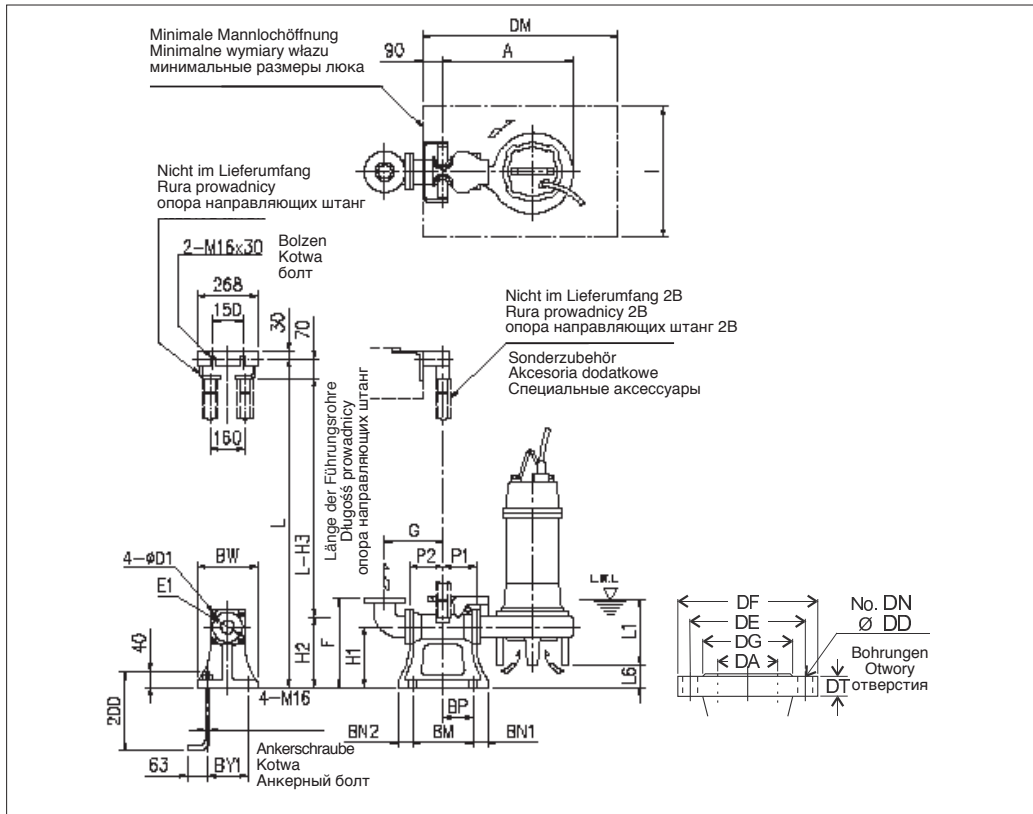 DM
Minimale Mannlochöffnung
Minimalne wymiary włazu
минимальные размеры люка
90
A
I
Nicht im Lieferumfang
Rura prowadnicy
опора направляющих штанг
2-M16x30
Bolzen
Kotwa
болт
268
150
30
70
160
Nicht im Lieferumfang 2B
Rura prowadnicy 2B
опора направляющих штанг 2B
Sonderzubehör
Akcesoria dodatkowe
Специальные аксессуары
L
L-H3
Länge der Führungsrohre
Długość prowadnicy
опора направляющих штанг
G
P2
P1
4-øD1
BW
E1
L.W.L
40
H2
F
H1
L1
L6
4-M16
200
BP
BN2
BM
BN1
63
BY1
Ankerschraube
Kotwa
Анкерный болт
DF
DE
DG
DA
DT
No. DN
Ø DD
Bohrungen
Otwory
отверстия